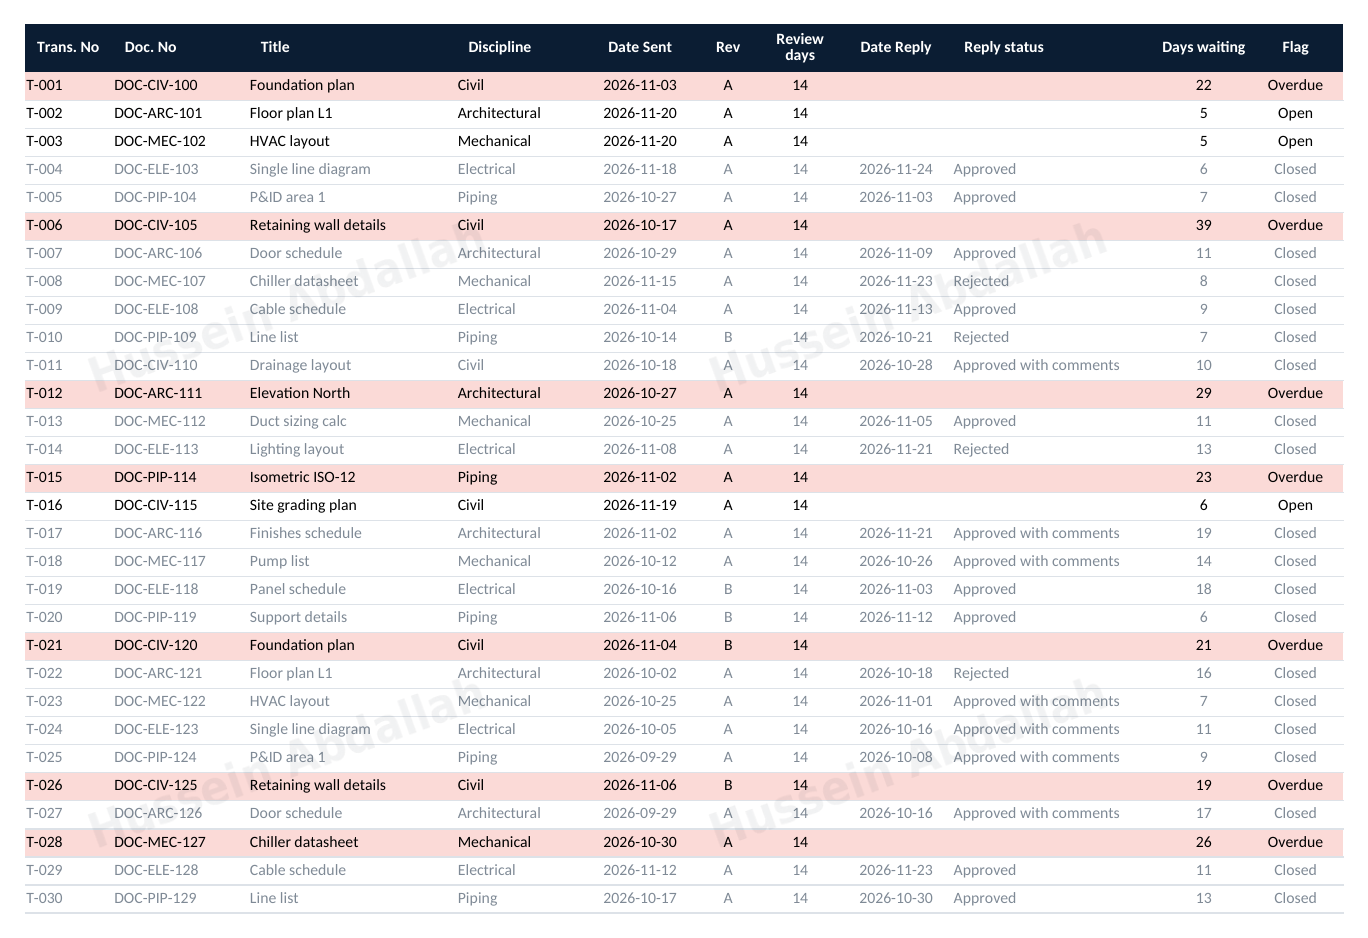 Trans. No Doc. No Title Discipline Date Sent Rev Review days Date Reply Reply status Days waiting Flag
T-001 DOC-CIV-100 Foundation plan Civil 2026-11-03 A 14 22 Overdue
T-002 DOC-ARC-101 Floor plan L1 Architectural 2026-11-20 A 14 5 Open
T-003 DOC-MEC-102 HVAC layout Mechanical 2026-11-20 A 14 5 Open
T-004 DOC-ELE-103 Single line diagram Electrical 2026-11-18 A 14 2026-11-24 Approved 6 Closed
T-005 DOC-PIP-104 P&ID area 1 Piping 2026-10-27 A 14 2026-11-03 Approved 7 Closed
T-006 DOC-CIV-105 Retaining wall details Civil 2026-10-17 A 14 39 Overdue
T-007 DOC-ARC-106 Door schedule Architectural 2026-10-29 A 14 2026-11-09 Approved 11 Closed
T-008 DOC-MEC-107 Chiller datasheet Mechanical 2026-11-15 A 14 2026-11-23 Rejected 8 Closed
T-009 DOC-ELE-108 Cable schedule Electrical 2026-11-04 A 14 2026-11-13 Approved 9 Closed
T-010 DOC-PIP-109 Line list Piping 2026-10-14 B 14 2026-10-21 Rejected 7 Closed
T-011 DOC-CIV-110 Drainage layout Civil 2026-10-18 A 14 2026-10-28 Approved with comments 10 Closed
T-012 DOC-ARC-111 Elevation North Architectural 2026-10-27 A 14 29 Overdue
T-013 DOC-MEC-112 Duct sizing calc Mechanical 2026-10-25 A 14 2026-11-05 Approved 11 Closed
T-014 DOC-ELE-113 Lighting layout Electrical 2026-11-08 A 14 2026-11-21 Rejected 13 Closed
T-015 DOC-PIP-114 Isometric ISO-12 Piping 2026-11-02 A 14 23 Overdue
T-016 DOC-CIV-115 Site grading plan Civil 2026-11-19 A 14 6 Open
T-017 DOC-ARC-116 Finishes schedule Architectural 2026-11-02 A 14 2026-11-21 Approved with comments 19 Closed
T-018 DOC-MEC-117 Pump list Mechanical 2026-10-12 A 14 2026-10-26 Approved with comments 14 Closed
T-019 DOC-ELE-118 Panel schedule Electrical 2026-10-16 B 14 2026-11-03 Approved 18 Closed
T-020 DOC-PIP-119 Support details Piping 2026-11-06 B 14 2026-11-12 Approved 6 Closed
T-021 DOC-CIV-120 Foundation plan Civil 2026-11-04 B 14 21 Overdue
T-022 DOC-ARC-121 Floor plan L1 Architectural 2026-10-02 A 14 2026-10-18 Rejected 16 Closed
T-023 DOC-MEC-122 HVAC layout Mechanical 2026-10-25 A 14 2026-11-01 Approved with comments 7 Closed
T-024 DOC-ELE-123 Single line diagram Electrical 2026-10-05 A 14 2026-10-16 Approved with comments 11 Closed
T-025 DOC-PIP-124 P&ID area 1 Piping 2026-09-29 A 14 2026-10-08 Approved with comments 9 Closed
T-026 DOC-CIV-125 Retaining wall details Civil 2026-11-06 B 14 19 Overdue
T-027 DOC-ARC-126 Door schedule Architectural 2026-09-29 A 14 2026-10-16 Approved with comments 17 Closed
T-028 DOC-MEC-127 Chiller datasheet Mechanical 2026-10-30 A 14 26 Overdue
T-029 DOC-ELE-128 Cable schedule Electrical 2026-11-12 A 14 2026-11-23 Approved 11 Closed
T-030 DOC-PIP-129 Line list Piping 2026-10-17 A 14 2026-10-30 Approved 13 Closed
Hussein Abdallah
Hussein Abdallah
Hussein Abdallah
Hussein Abdallah